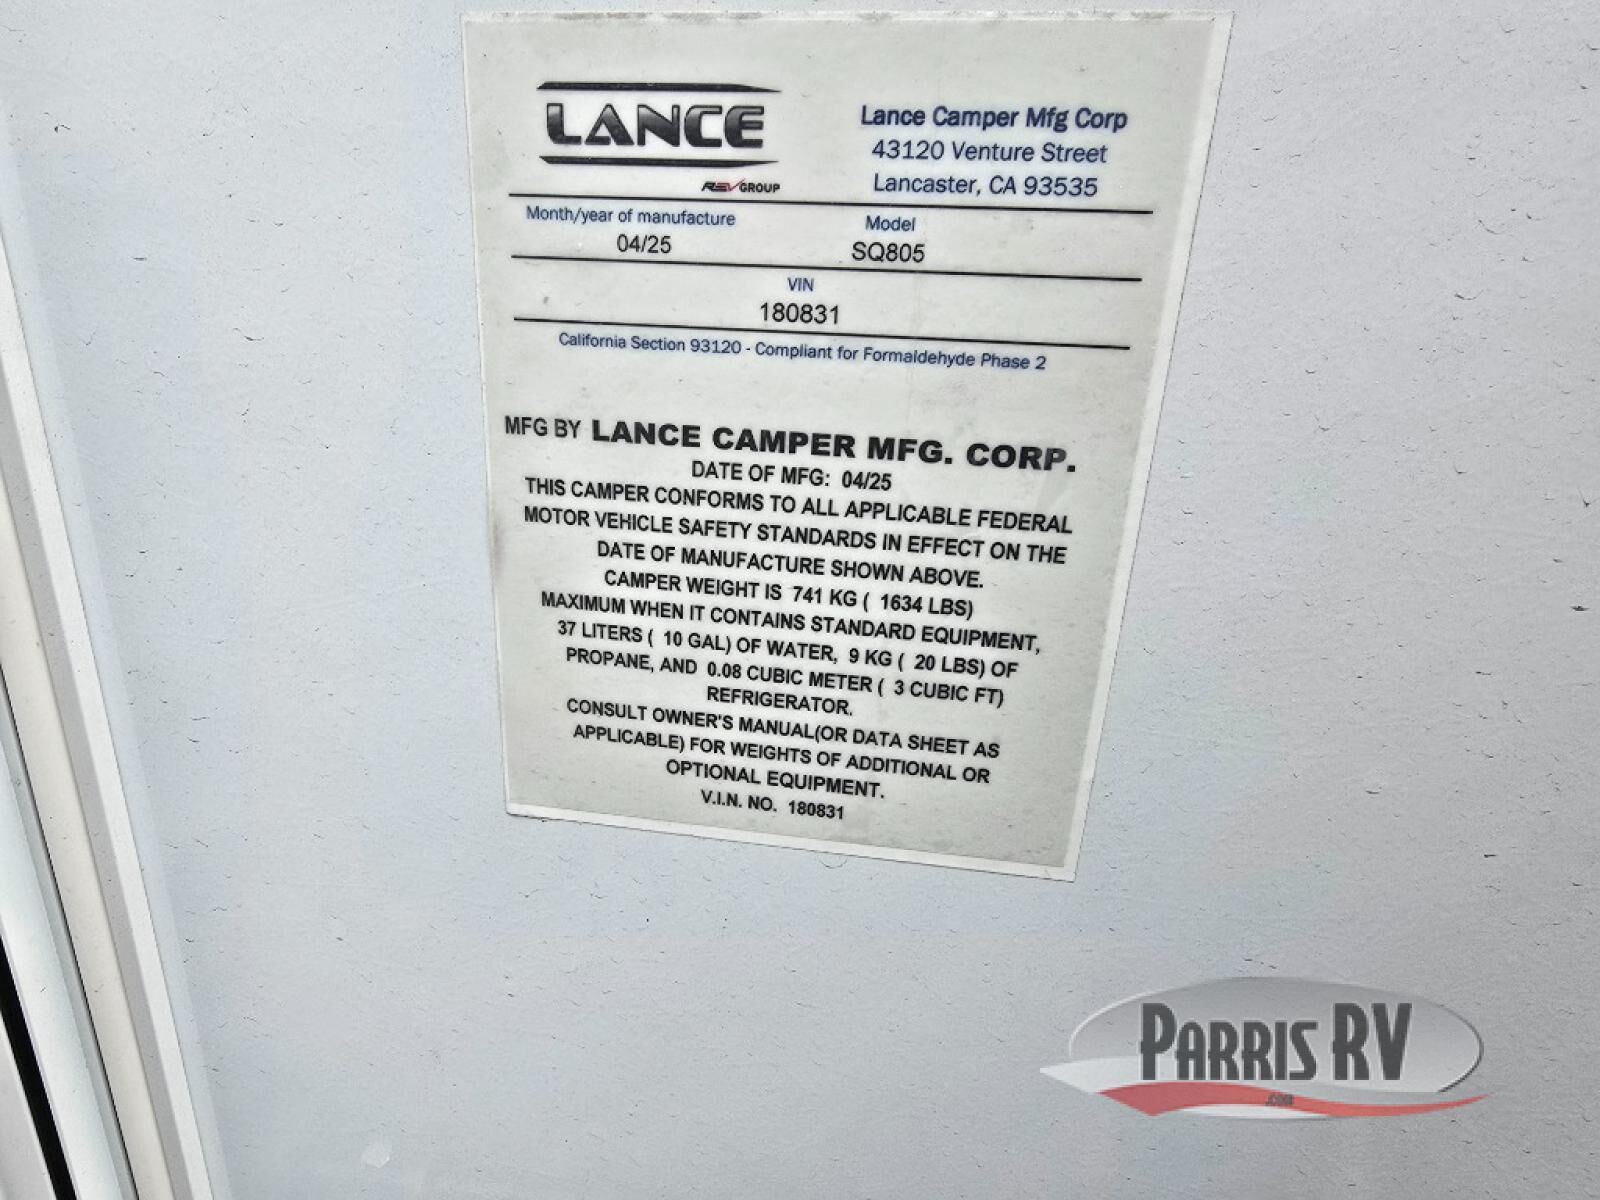 LANCE
REV GROUP
Lance Camper Mfg Corp
43120 Venture Street
Lancaster, CA 93535
Month/year of manufacture
04/25
Model
SQ805
VIN
180831
California Section 93120 - Compliant for Formaldehyde Phase 2
MFG BY LANCE CAMPER MFG. CORP.
DATE OF MFG: 04/25
THIS CAMPER CONFORMS TO ALL APPLICABLE FEDERAL
MOTOR VEHICLE SAFETY STANDARDS IN EFFECT ON THE
DATE OF MANUFACTURE SHOWN ABOVE.
CAMPER WEIGHT IS 741 KG ( 1634 LBS)
MAXIMUM WHEN IT CONTAINS STANDARD EQUIPMENT,
37 LITERS ( 10 GAL) OF WATER, 9 KG ( 20 LBS) OF
PROPANE, AND 0.08 CUBIC METER ( 3 CUBIC FT)
REFRIGERATOR.
CONSULT OWNER'S MANUAL(OR DATA SHEET AS
APPLICABLE) FOR WEIGHTS OF ADDITIONAL OR
OPTIONAL EQUIPMENT.
V.I.N. NO. 180831
PARRIS RV
.COM